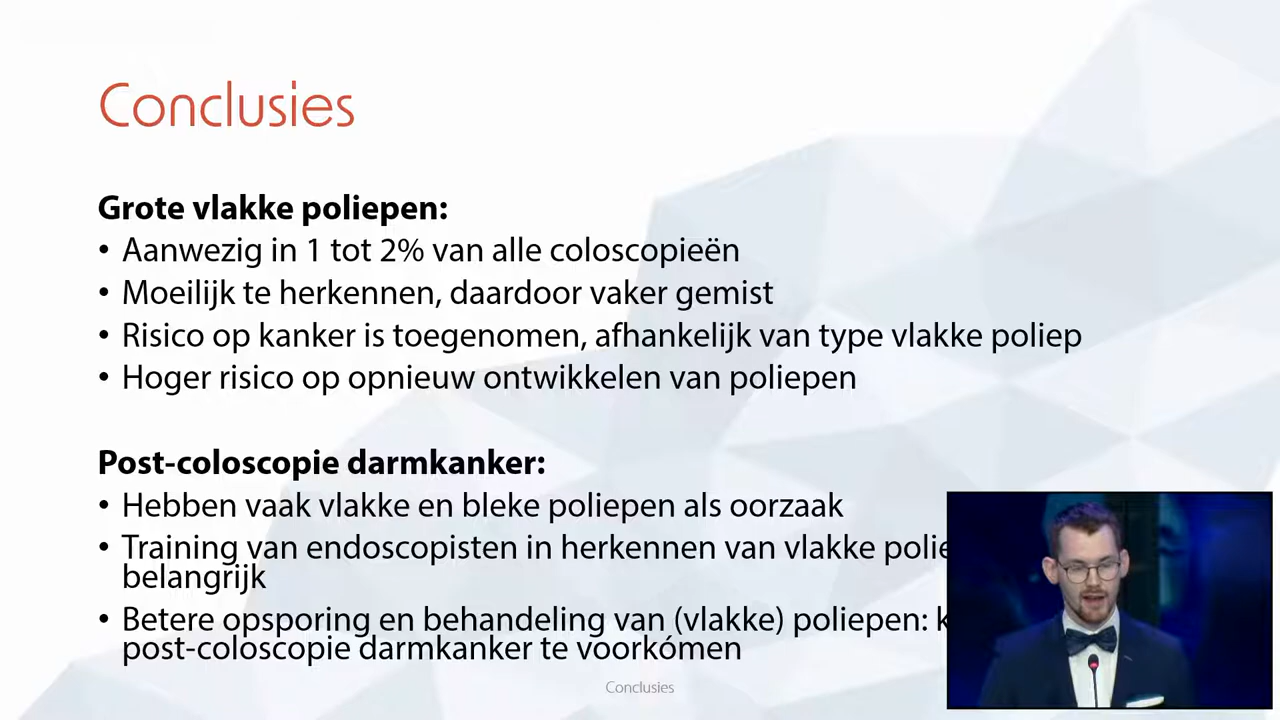 Conclusies
Grote vlakke poliepen:
• Aanwezig in 1 tot 2% van alle coloscopieën
• Moeilijk te herkennen, daardoor vaker gemist
• Risico op kanker is toegenomen, afhankelijk van type vlakke poliep
• Hoger risico op opnieuw ontwikkelen van poliepen
Post-coloscopie darmkanker:
• Hebben vaak vlakke en bleke poliepen als oorzaak
• Training van endoscopisten in herkennen van vlakke
belangrijk
• Betere opsporing en behandeling van (vlakke) poliepen:
post-coloscopie darmkanker te voorkómen
Conclusies